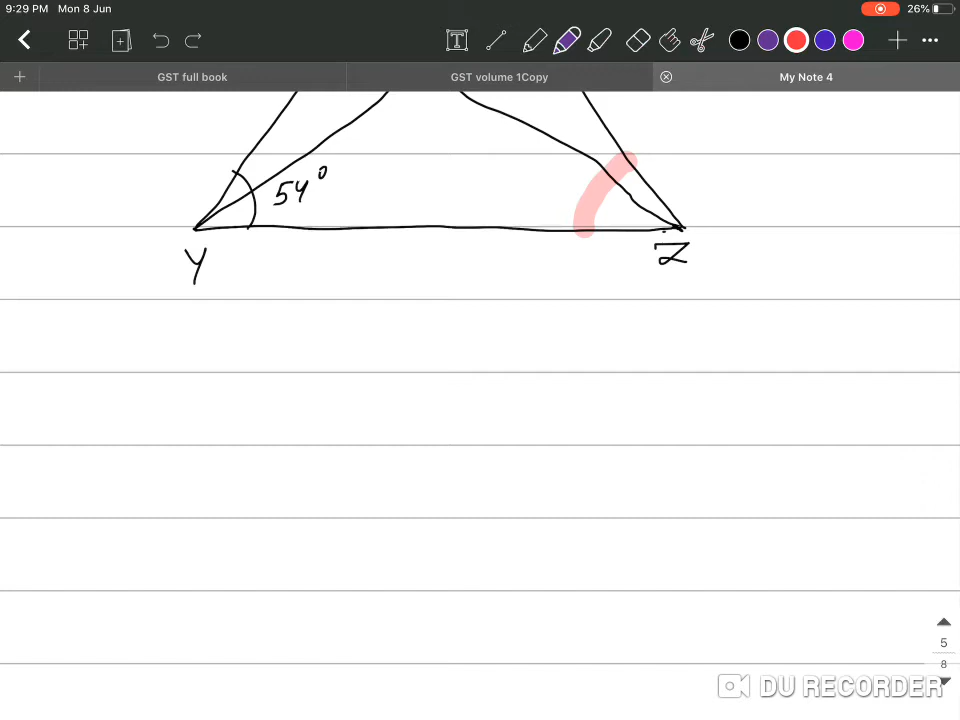 9:29 PM Mon 8 Jun 26%
T
GST full book GST volume 1Copy My Note 4
54°
Y Z
5
8
DU RECORDER